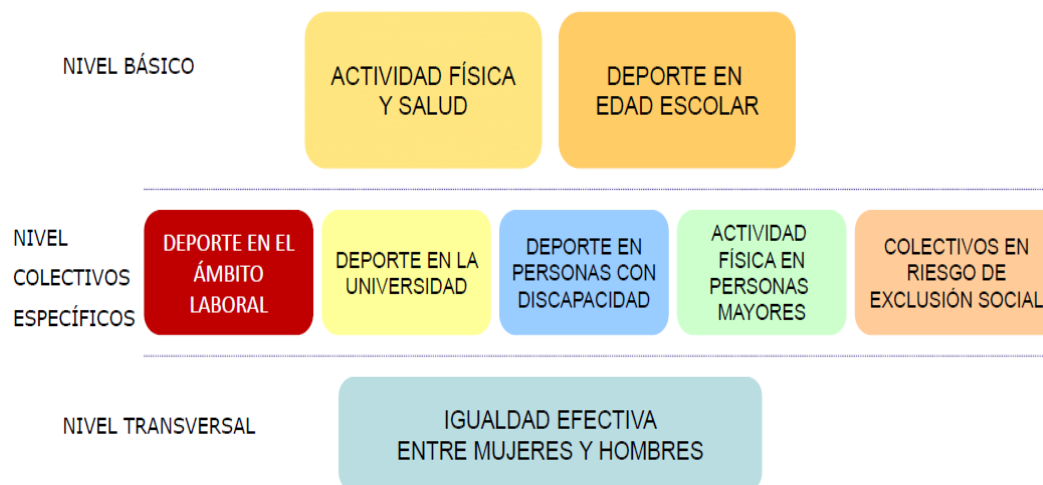 NIVEL BÁSICO
ACTIVIDAD FÍSICA
Y SALUD
DEPORTE EN
EDAD ESCOLAR
NIVEL
COLECTIVOS
ESPECÍFICOS
DEPORTE EN EL
ÁMBITO
LABORAL
DEPORTE EN LA
UNIVERSIDAD
DEPORTE EN
PERSONAS CON
DISCAPACIDAD
ACTIVIDAD
FÍSICA EN
PERSONAS
MAYORES
COLECTIVOS EN
RIESGO DE
EXCLUSIÓN SOCIAL
NIVEL TRANSVERSAL
IGUALDAD EFECTIVA
ENTRE MUJERES Y HOMBRES